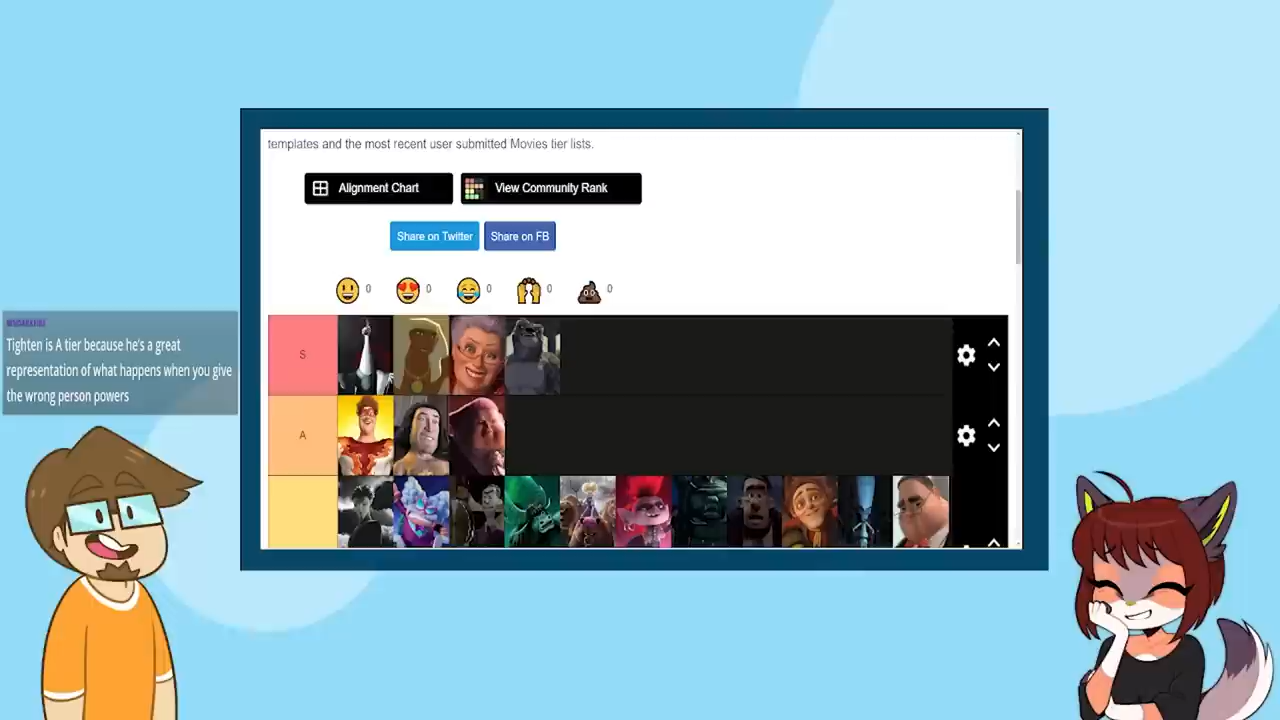 templates and the most recent user submitted Movies tier lists.
Alignment Chart
View Community Rank
Share on Twitter
Share on FB
0
0
0
0
0
Tighten is A tier because he's a great
representation of what happens when you give
the wrong person powers
S
A